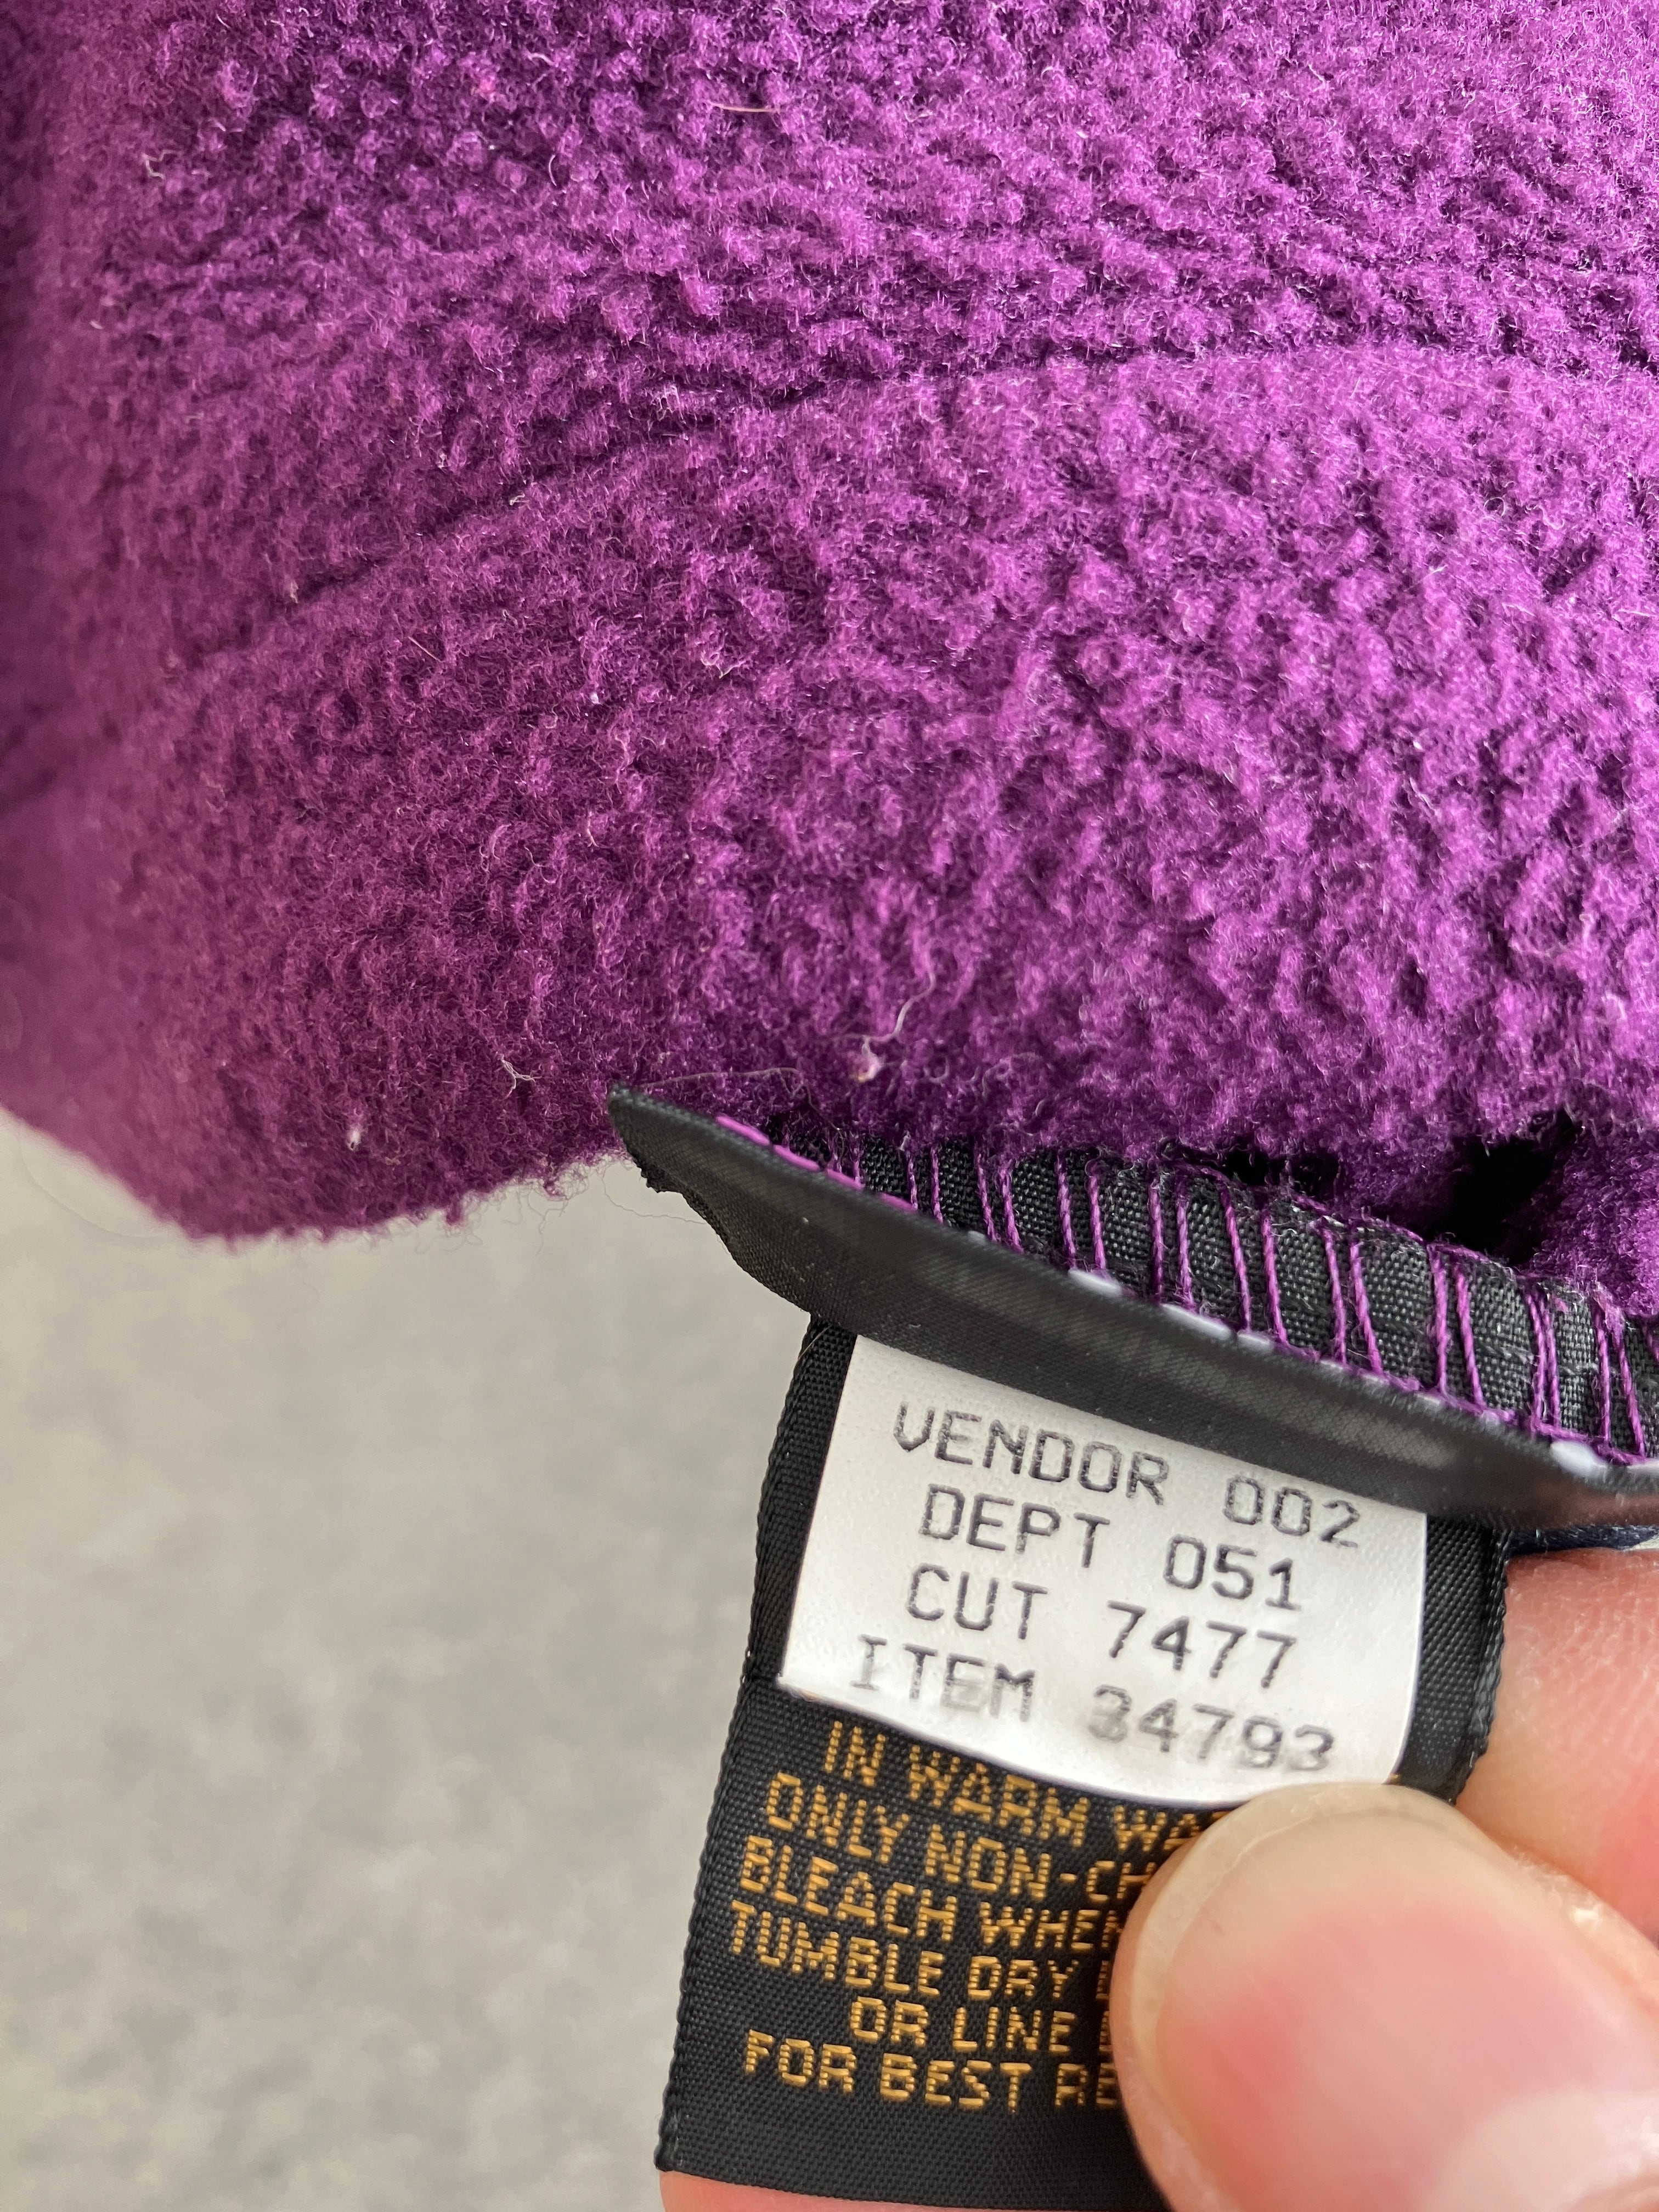 VENDOR 002
DEPT 051
CUT 7477
ITEM 34793
IN WARM
ONLY NON-CH
BLEACH WHEN
TUMBLE DRY
OR LINE
FOR BEST